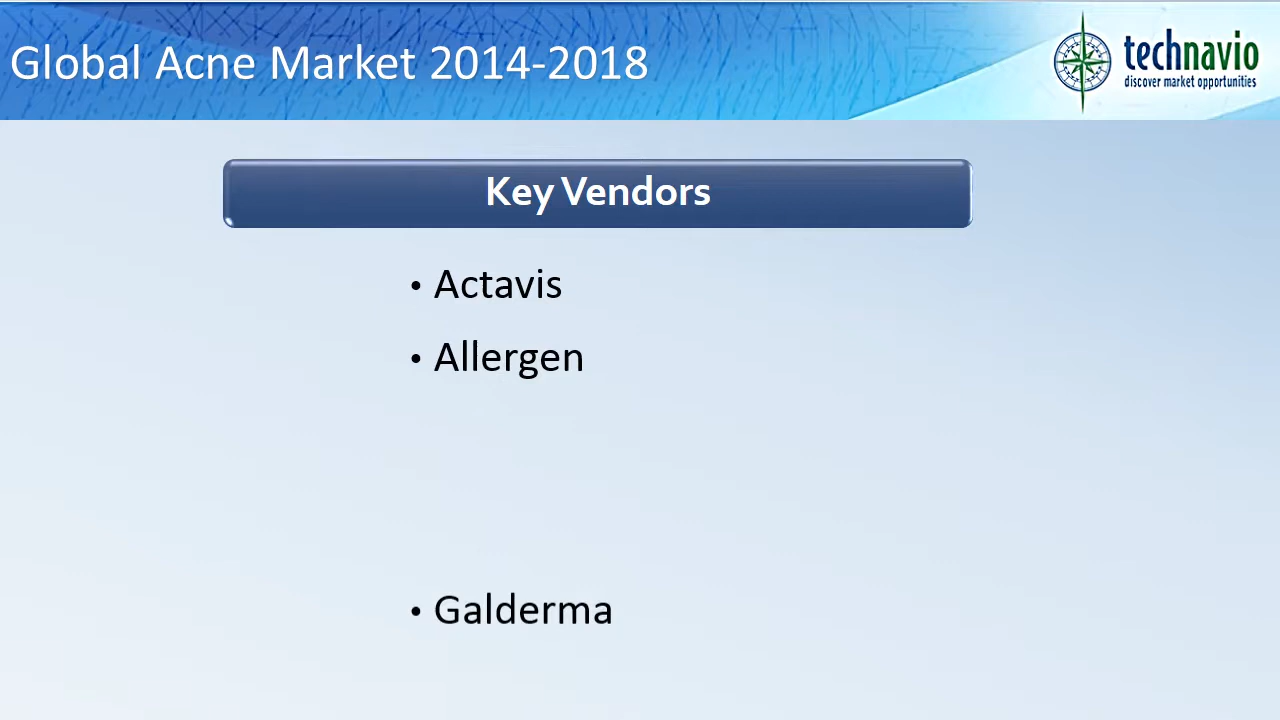 Global Acne Market 2014-2018
technavio
discover market opportunities
Key Vendors
• Actavis
• Allergen
• Galderma